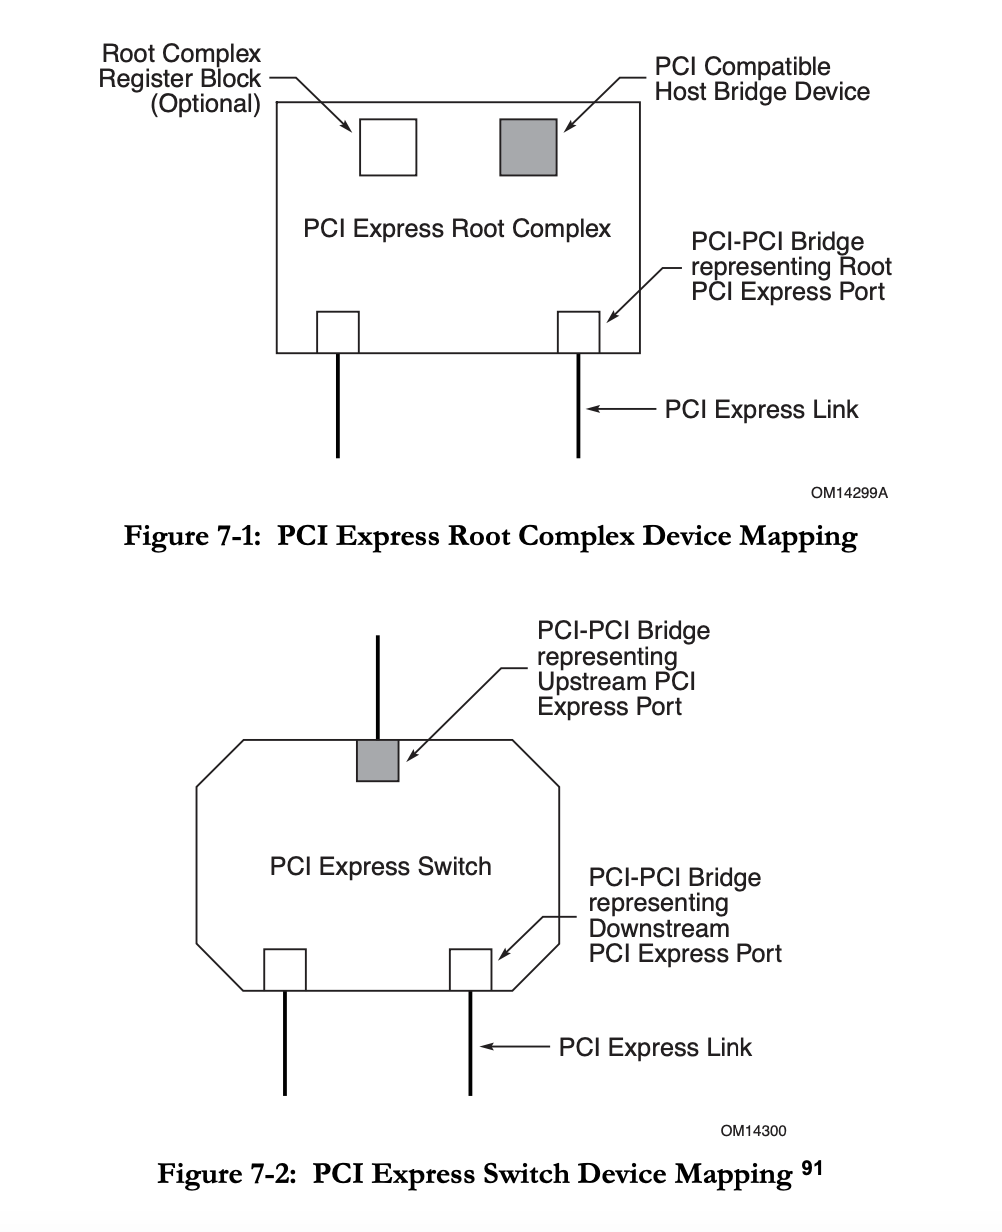 Root Complex
Register Block
(Optional)
PCI Compatible
Host Bridge Device
PCI Express Root Complex
PCI-PCI Bridge
representing Root
PCI Express Port
PCI Express Link
OM14299A
Figure 7-1: PCI Express Root Complex Device Mapping
PCI-PCI Bridge
representing
Upstream PCI
Express Port
PCI Express Switch
PCI-PCI Bridge
representing
Downstream
PCI Express Port
PCI Express Link
OM14300
Figure 7-2: PCI Express Switch Device Mapping 91